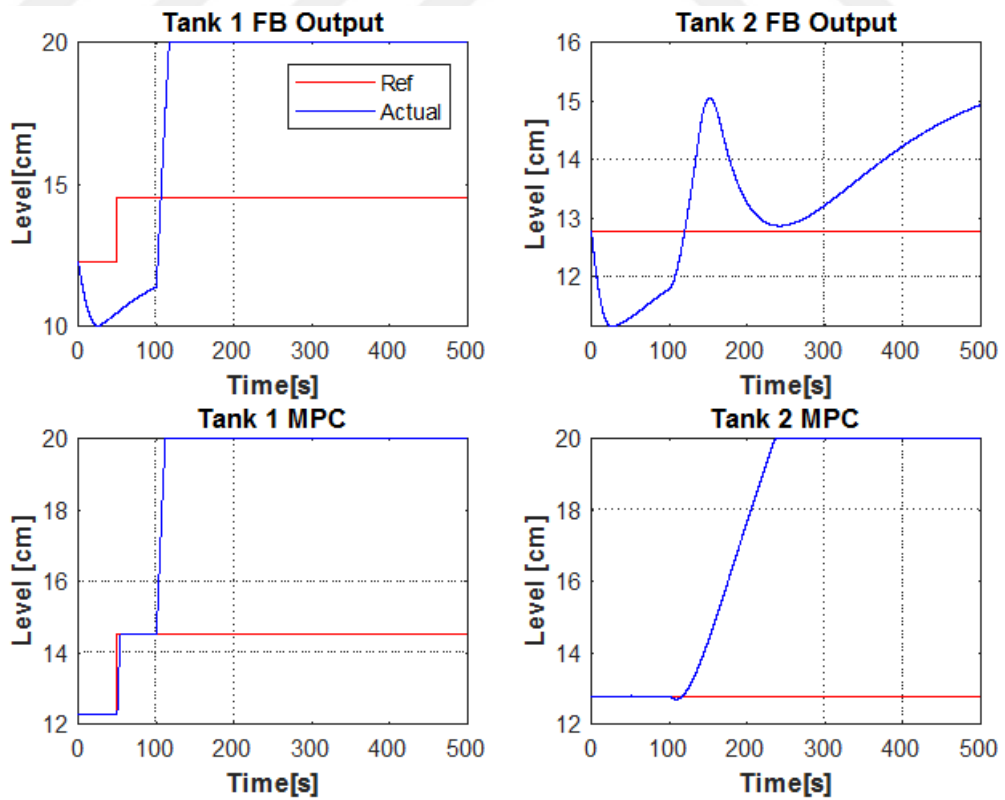 Tank 1 FB Output
Level[cm]
20
15
10
Ref
Actual
0 100 200 300 400 500
Time[s]
Tank 2 FB Output
Level [cm]
16
15
14
13
12
0 100 200 300 400 500
Time[s]
Tank 1 MPC
Level [cm]
20
18
16
14
12
0 100 200 300 400 500
Time[s]
Tank 2 MPC
Level [cm]
20
18
16
14
12
0 100 200 300 400 500
Time[s]